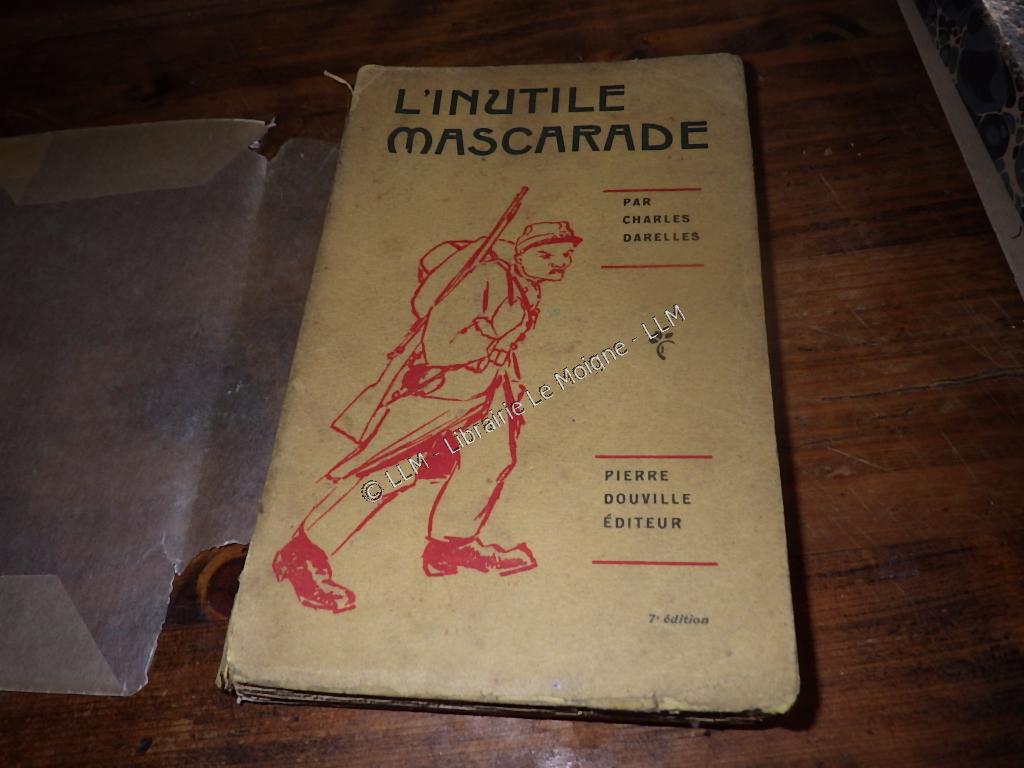 L'INUTILE
MASCARADE
PAR
CHARLES
DARELLES
© LLM - Librairie Le Moigne - LLM
PIERRE
DOUVILLE
ÉDITEUR
7e édition